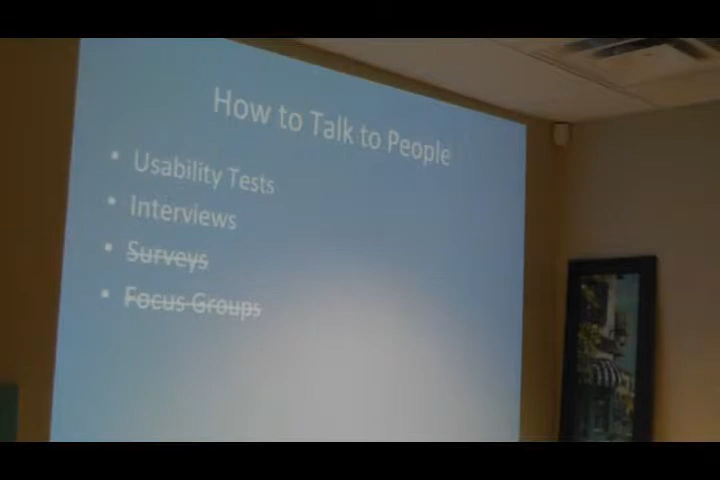 How to Talk to People
• Usability Tests
• Interviews
• Surveys
• Focus Groups